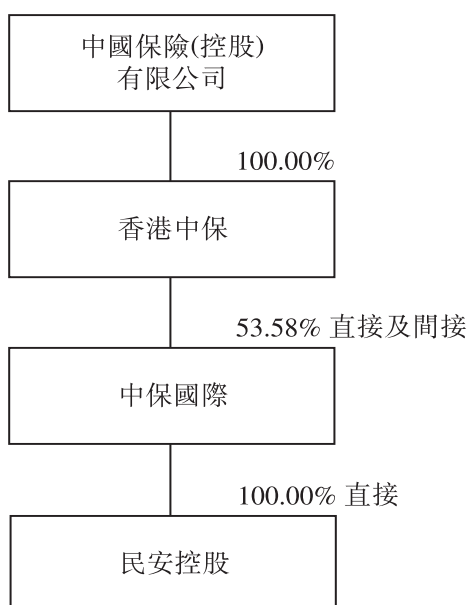 中國保險(控股)
有限公司
100.00%
香港中保
53.58% 直接及間接
中保國際
100.00% 直接
民安控股